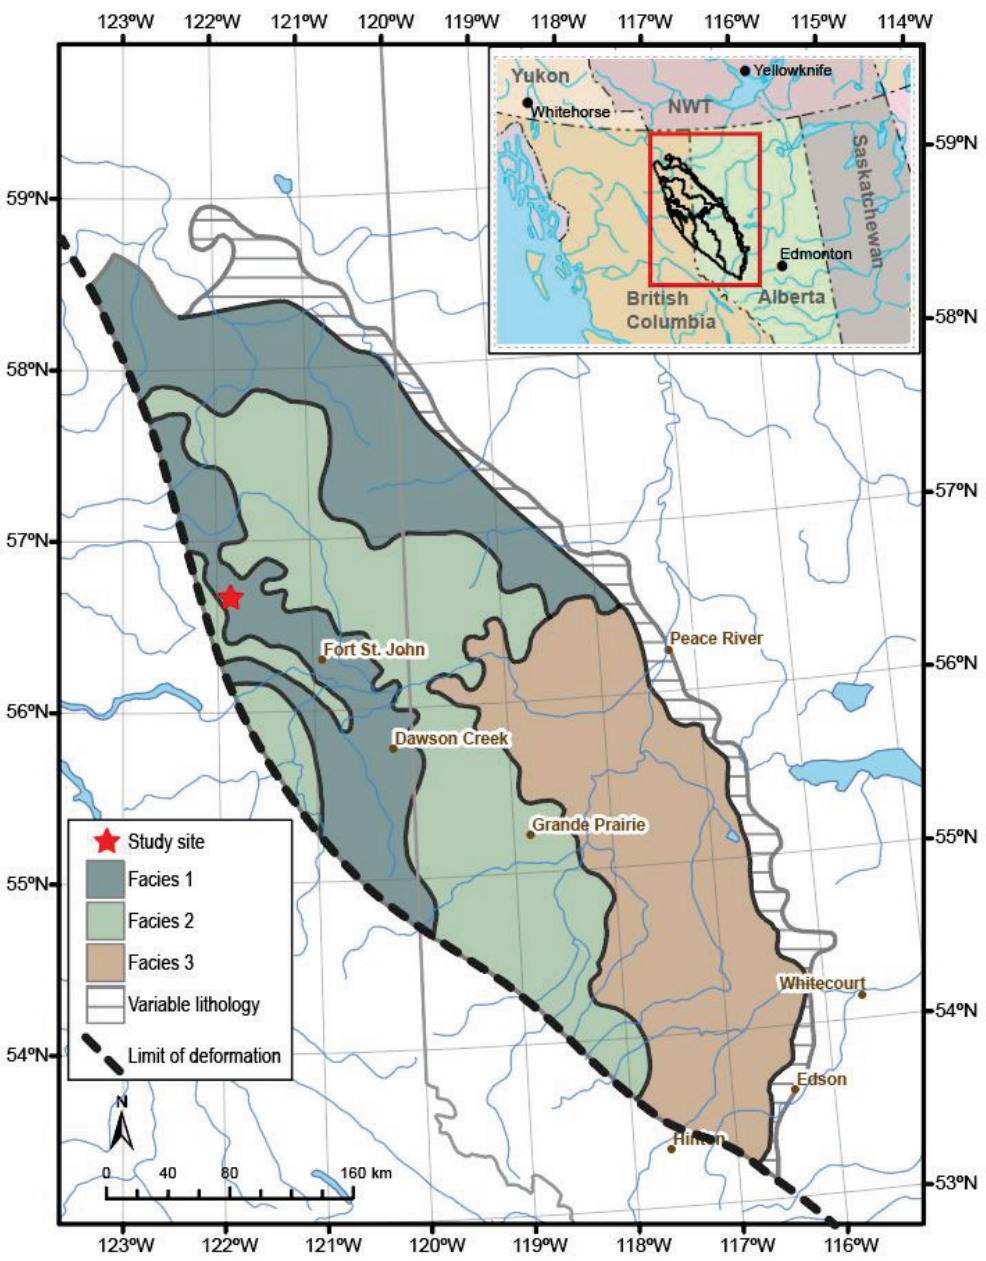 123ºW 122ºW 121ºW 120ºW 119ºW 118ºW 117ºW 116ºW 115ºW 114ºW
Yukon
Yellowknife
Whitehorse
NWT
Saskatchewan
Edmonton
British
Columbia
Alberta
59ºN
58ºN
57ºN
56ºN
55ºN
54ºN
59ºN
58ºN
57ºN
56ºN
55ºN
54ºN
53ºN
Peace River
Fort St. John
Dawson Creek
Grande Prairie
Whitecourt
Edson
Hinton
Study site
Facies 1
Facies 2
Facies 3
Variable lithology
Limit of deformation
N
0 40 80 160 km
123ºW 122ºW 121ºW 120ºW 119ºW 118ºW 117ºW 116ºW